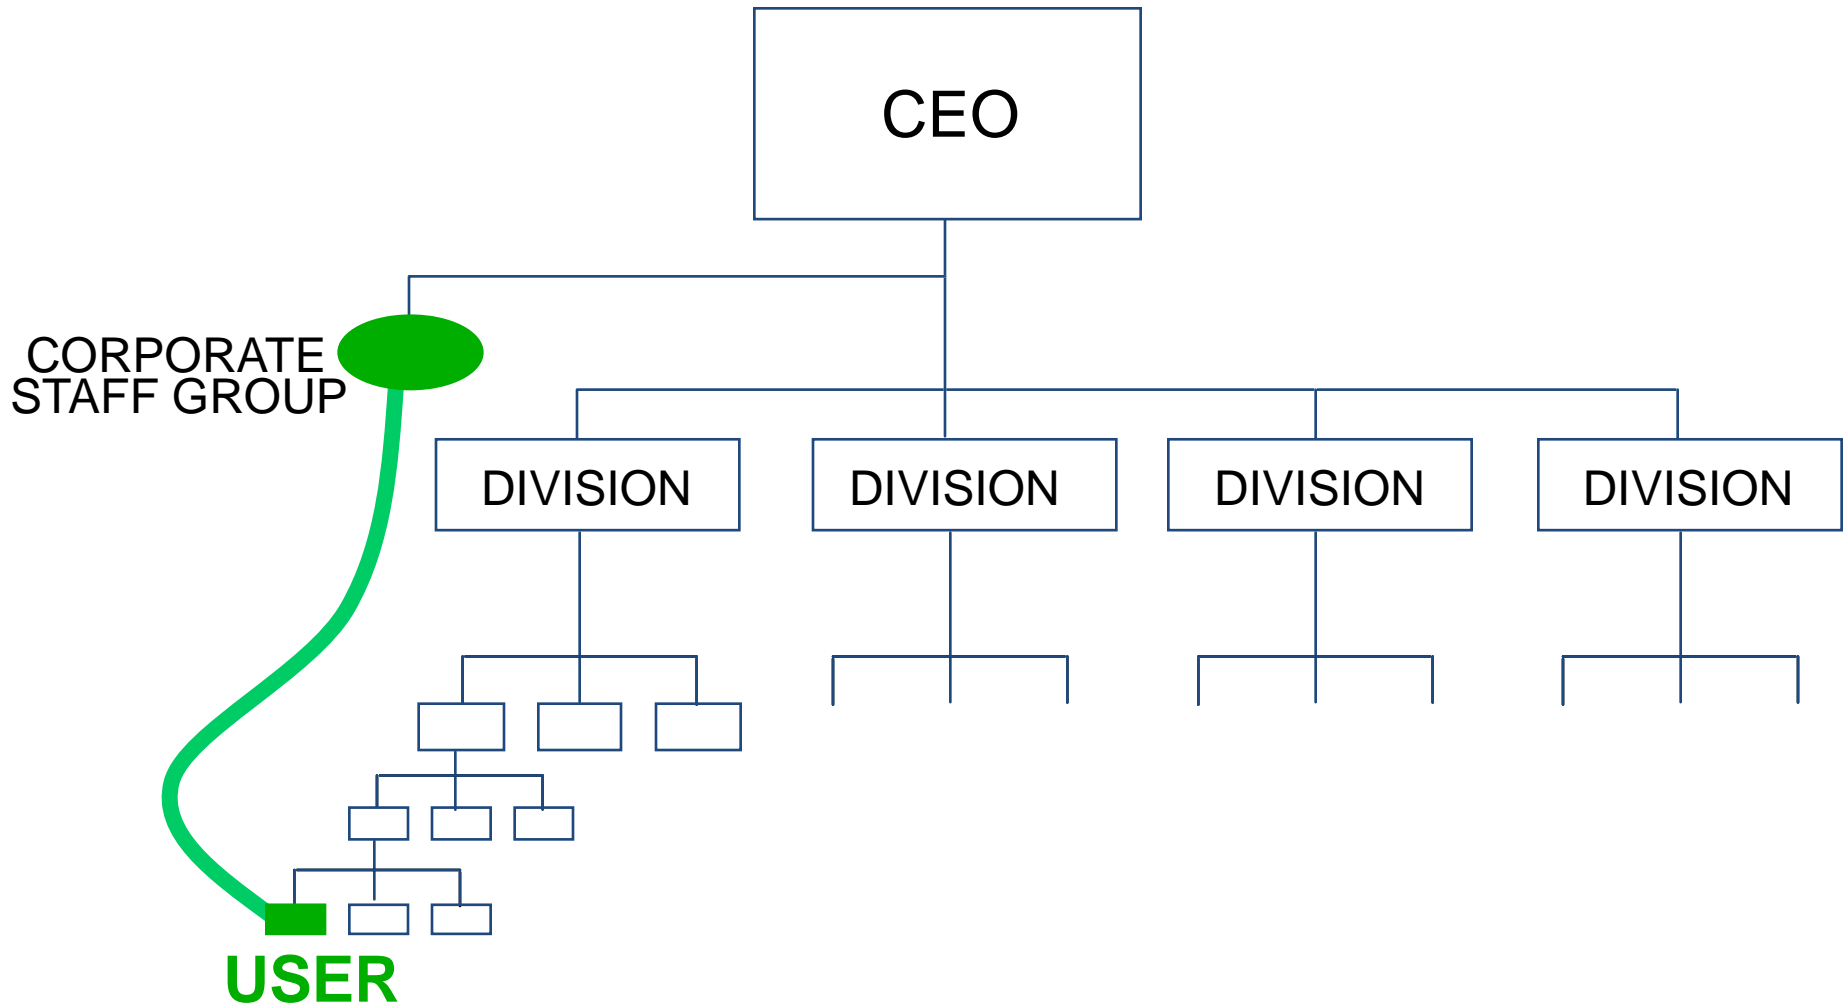 CEO
CORPORATE
STAFF GROUP
DIVISION
DIVISION
DIVISION
DIVISION
USER